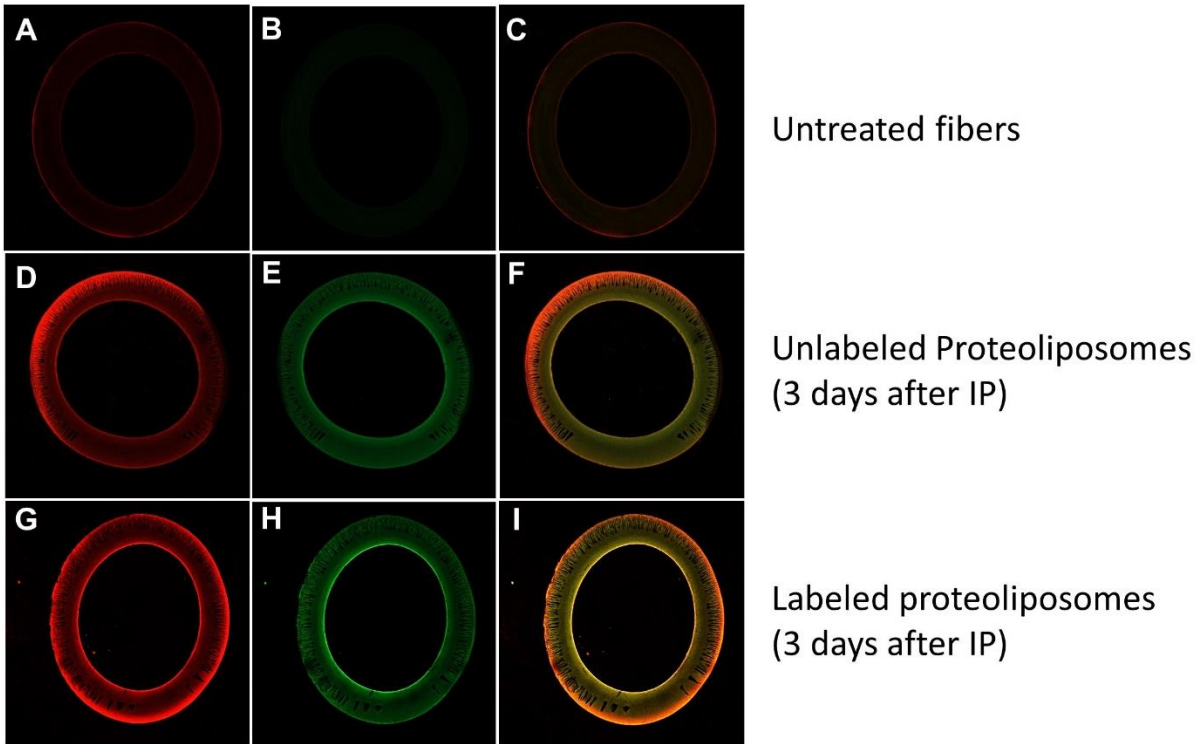 A
B
C
Untreated fibers
D
E
F
Unlabeled Proteoliposomes
(3 days after IP)
G
H
I
Labeled proteoliposomes
(3 days after IP)